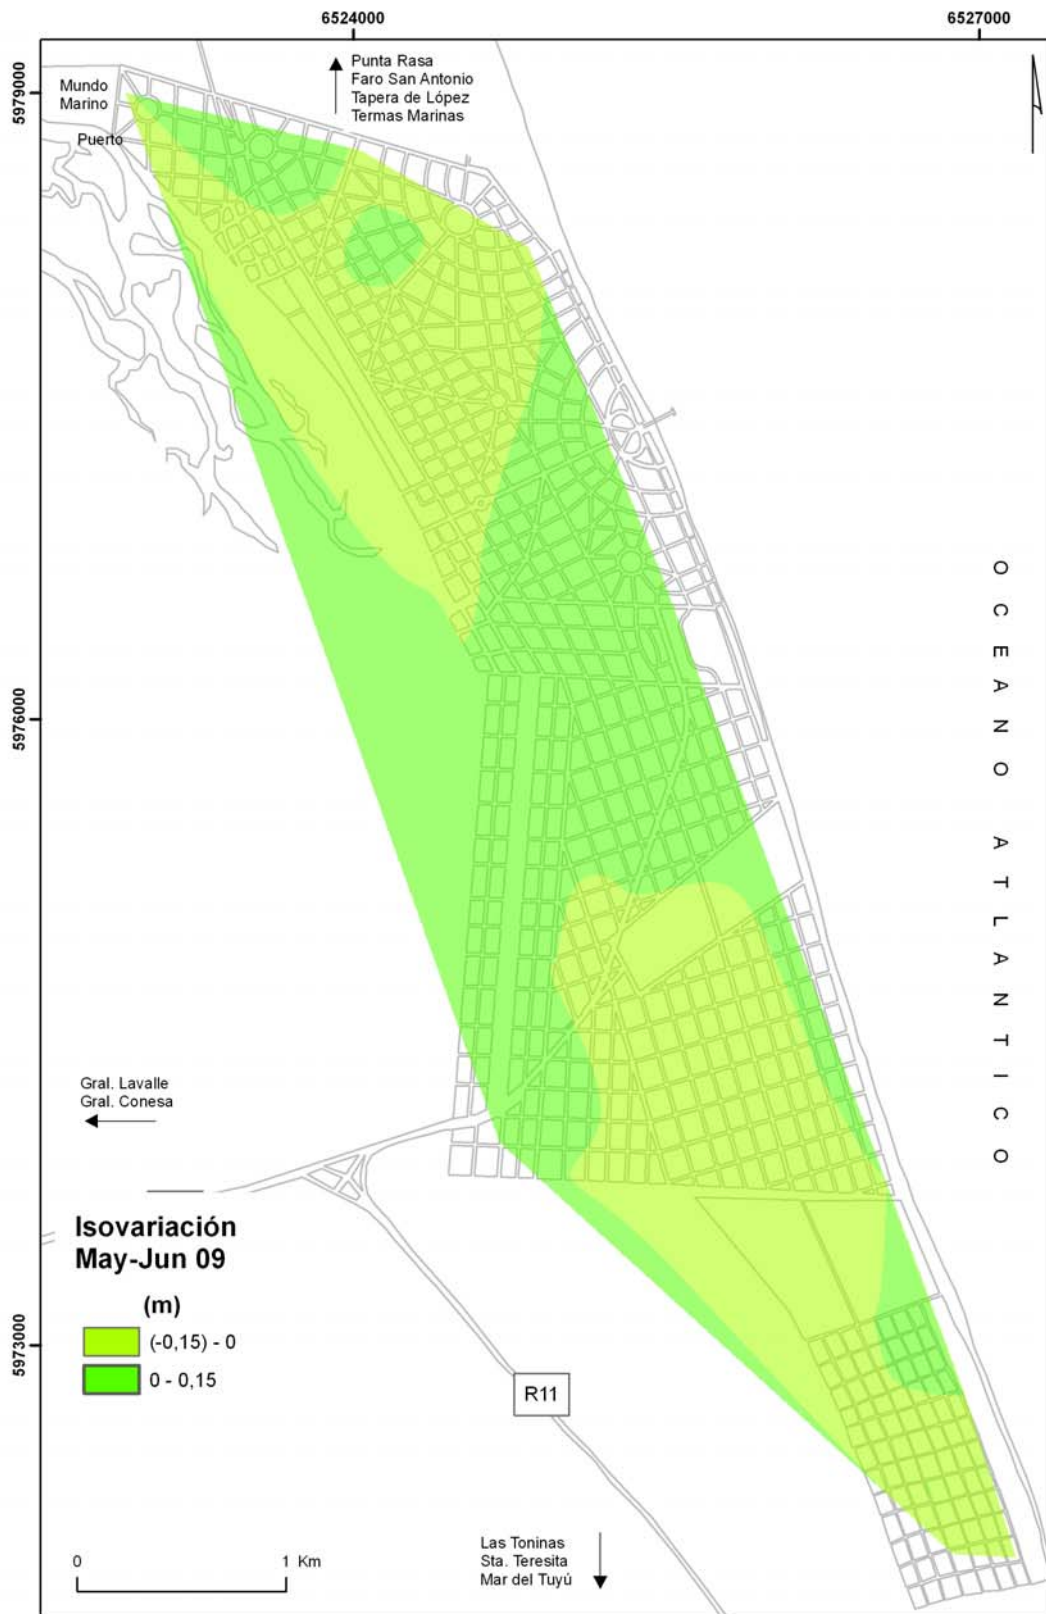 6524000
6527000
5979000
5976000
5973000
Punta Rasa
Faro San Antonio
Tapera de López
Termas Marinas
Mundo
Marino
Puerto
OCEANO ATLANTICO
Gral. Lavalle
Gral. Conesa
Isovariación
May-Jun 09
(m)
(-0,15) - 0
0 - 0,15
R11
0 1 Km
Las Toninas
Sta. Teresita
Mar del Tuyú